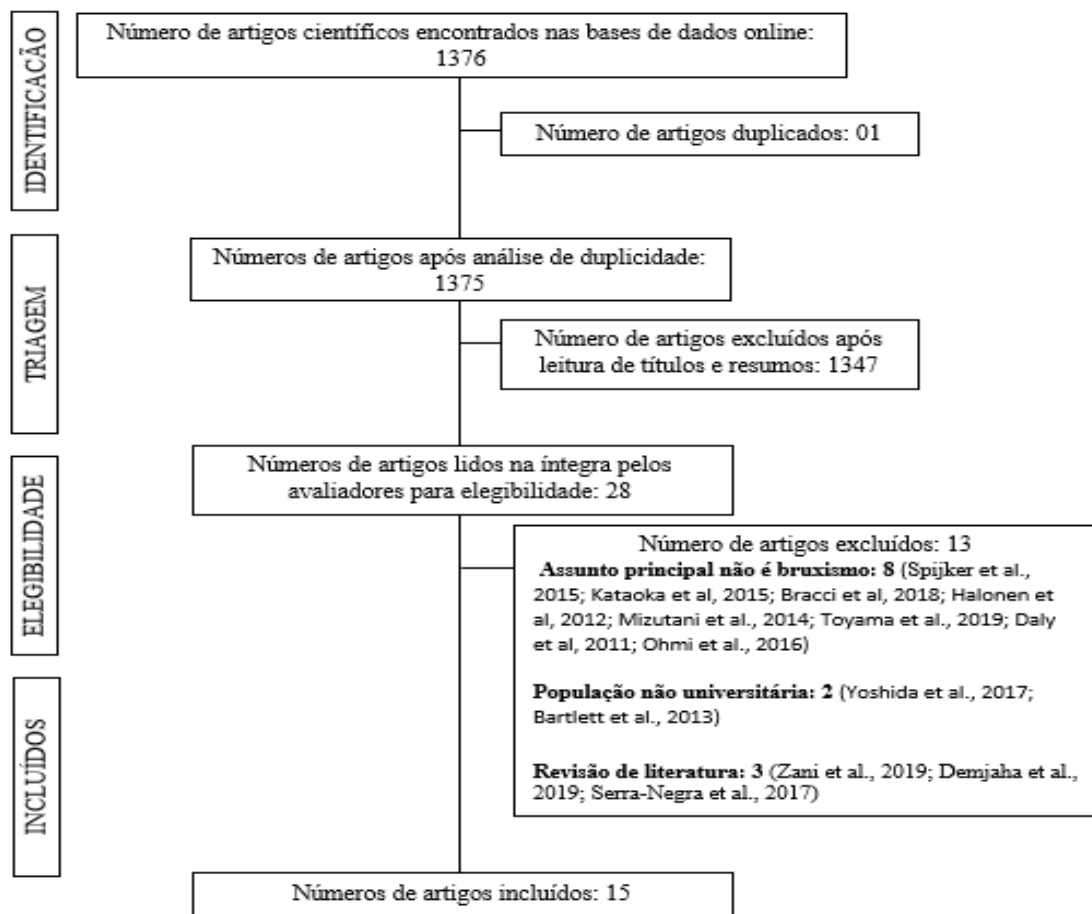 IDENTIFICAÇÃO
Número de artigos científicos encontrados nas bases de dados online:
1376
Número de artigos duplicados: 01
TRIAGEM
Números de artigos após análise de duplicidade:
1375
Número de artigos excluídos após
leitura de títulos e resumos: 1347
ELEGIBILIDADE
Números de artigos lidos na íntegra pelos
avaliadores para elegibilidade: 28
Número de artigos excluídos: 13
Assunto principal não é bruxismo: 8 (Spijker et al.,
2015; Kataoka et al, 2015; Bracci et al, 2018; Halonen et
al, 2012; Mizutani et al., 2014; Toyama et al., 2019; Daly
et al, 2011; Ohmi et al., 2016)
População não universitária: 2 (Yoshida et al., 2017;
Bartlett et al., 2013)
Revisão de literatura: 3 (Zani et al., 2019; Demjaha et al.,
2019; Serra-Negra et al., 2017)
INCLUÍDOS
Números de artigos incluídos: 15